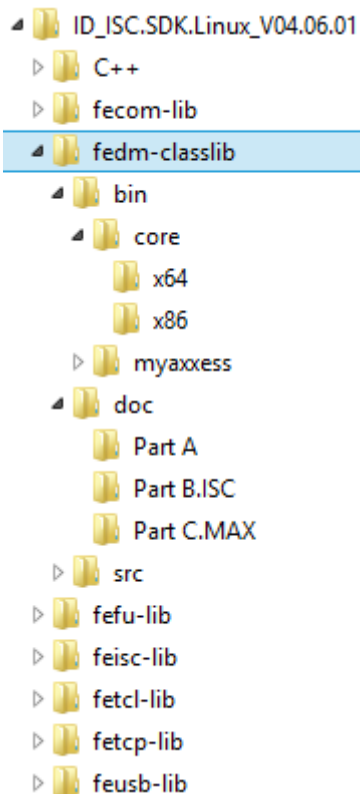 ID_ISC.SDK.Linux_V04.06.01
C++
fecom-lib
fedm-classlib
bin
core
x64
x86
myaxxess
doc
Part A
Part B.ISC
Part C.MAX
src
fefu-lib
feisc-lib
fetcl-lib
fetcp-lib
feusb-lib